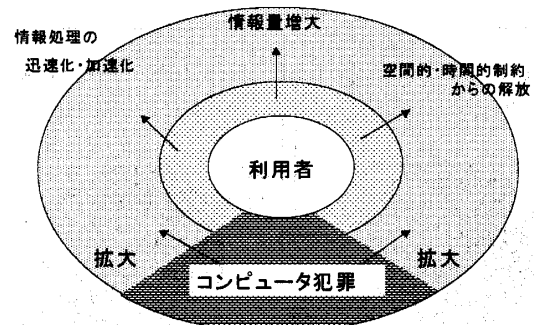 情報処理の
迅速化・加速化
情報量増大
空間的・時間的制約
からの解放
利用者
拡大
コンピュータ犯罪
拡大